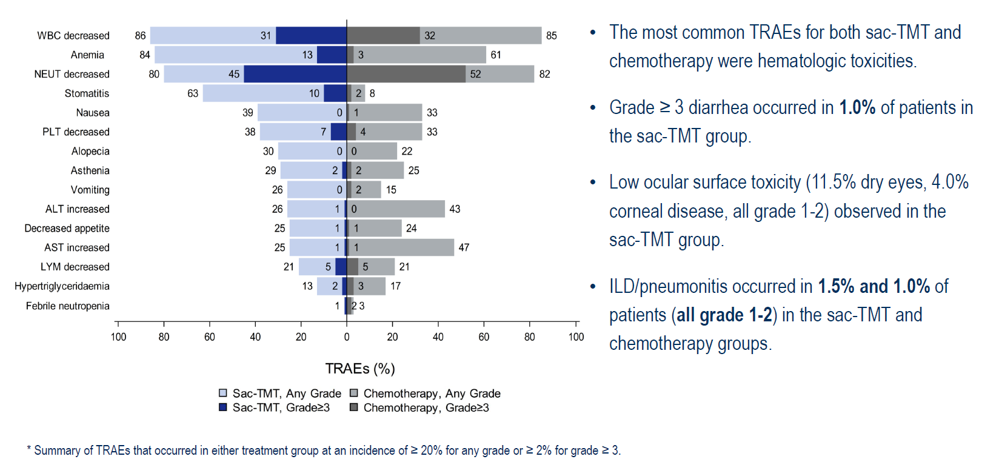 WBC decreased 86 31 32 85
Anemia 84 13 3 61
NEUT decreased 80 45 52 82
Stomatitis 63 10 2 8
Nausea 39 0 1 33
PLT decreased 38 7 4 33
Alopecia 30 0 0 22
Asthenia 29 2 2 25
Vomiting 26 0 2 15
ALT increased 26 1 0 43
Decreased appetite 25 1 1 24
AST increased 25 1 1 47
LYM decreased 21 5 5 21
Hypertriglyceridaemia 13 2 3 17
Febrile neutropenia 1 2 3
100 80 60 40 20 0 20 40 60 80 100
TRAEs (%)
Sac-TMT, Any Grade Chemotherapy, Any Grade
Sac-TMT, Grade≥3 Chemotherapy, Grade≥3
• The most common TRAEs for both sac-TMT and
chemotherapy were hematologic toxicities.
• Grade ≥ 3 diarrhea occurred in 1.0% of patients in
the sac-TMT group.
• Low ocular surface toxicity (11.5% dry eyes, 4.0%
corneal disease, all grade 1-2) observed in the
sac-TMT group.
• ILD/pneumonitis occurred in 1.5% and 1.0% of
patients (all grade 1-2) in the sac-TMT and
chemotherapy groups.
* Summary of TRAEs that occurred in either treatment group at an incidence of ≥ 20% for any grade or ≥ 2% for grade ≥ 3.